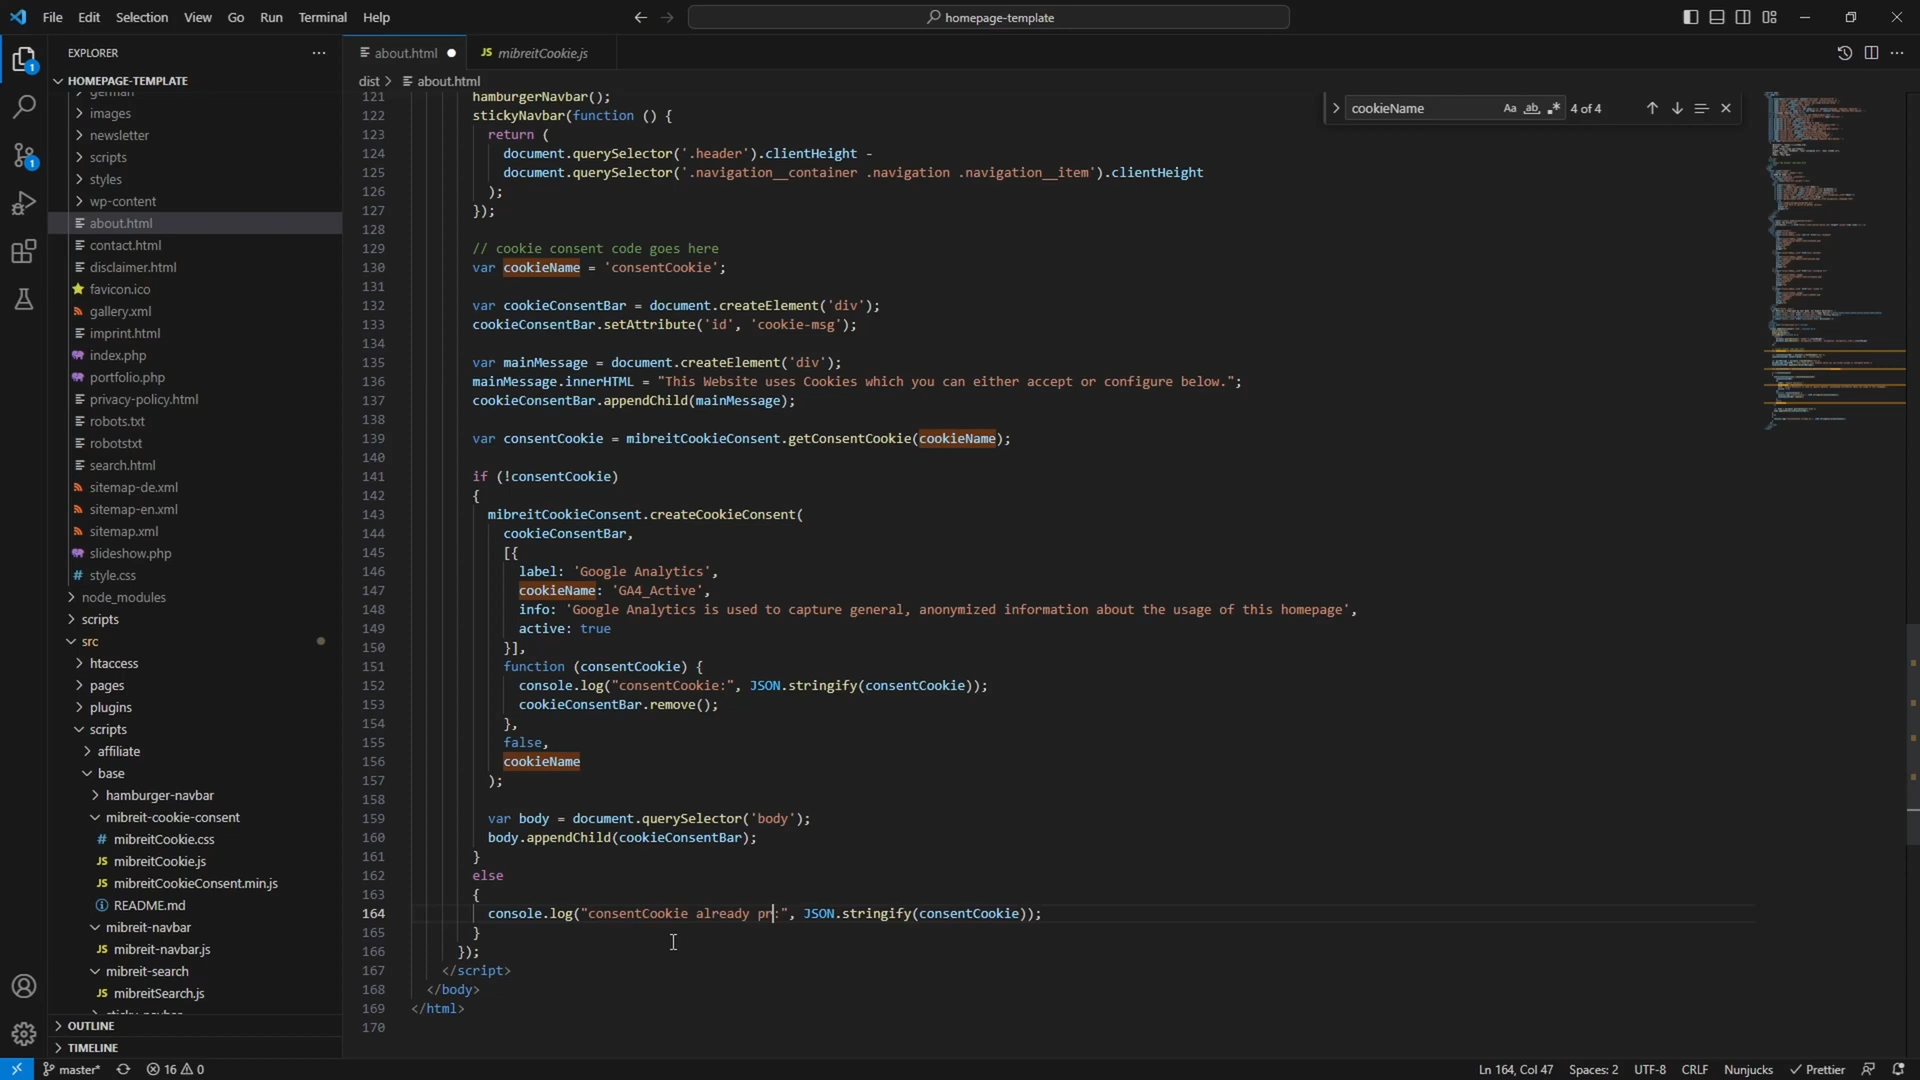 File Edit Selection View Go Run Terminal Help
homepage-template
EXPLORER
HOMEPAGE-TEMPLATE
german
images
newsletter
scripts
styles
wp-content
about.html
contact.html
disclaimer.html
favicon.ico
gallery.xml
imprint.html
index.php
portfolio.php
privacy-policy.html
robots.txt
robotstxt
search.html
sitemap-de.xml
sitemap-en.xml
sitemap.xml
slideshow.php
# style.css
node_modules
scripts
src
htaccess
pages
plugins
scripts
affiliate
base
hamburger-navbar
mibreit-cookie-consent
# mibreitCookie.css
JS mibreitCookie.js
JS mibreitCookieConsent.min.js
README.md
mibreit-navbar
JS mibreit-navbar.js
mibreit-search
JS mibreitSearch.js
sticky-navbar
OUTLINE
TIMELINE
about.html
JS mibreitCookie.js
dist > about.html
cookieName Aa ab .* 4 of 4
121 hamburgerNavbar();
122 stickyNavbar(function () {
123 return (
124 document.querySelector('.header').clientHeight -
125 document.querySelector('.navigation__container .navigation .navigation__item').clientHeight
126 );
127 });
128
129 // cookie consent code goes here
130 var cookieName = 'consentCookie';
131
132 var cookieConsentBar = document.createElement('div');
133 cookieConsentBar.setAttribute('id', 'cookie-msg');
134
135 var mainMessage = document.createElement('div');
136 mainMessage.innerHTML = "This Website uses Cookies which you can either accept or configure below.";
137 cookieConsentBar.appendChild(mainMessage);
138
139 var consentCookie = mibreitCookieConsent.getConsentCookie(cookieName);
140
141 if (!consentCookie)
142 {
143 mibreitCookieConsent.createCookieConsent(
144 cookieConsentBar,
145 [{
146 label: 'Google Analytics',
147 cookieName: 'GA4_Active',
148 info: 'Google Analytics is used to capture general, anonymized information about the usage of this homepage',
149 active: true
150 }],
151 function (consentCookie) {
152 console.log("consentCookie:", JSON.stringify(consentCookie));
153 cookieConsentBar.remove();
154 },
155 false,
156 cookieName
157 );
158
159 var body = document.querySelector('body');
160 body.appendChild(cookieConsentBar);
161 }
162 else
163 {
164 console.log("consentCookie already pr:", JSON.stringify(consentCookie));
165 }
166 });
167 </script>
168 </body>
169 </html>
170
master* 16 0
Ln 164, Col 47 Spaces: 2 UTF-8 CRLF Nunjucks Prettier